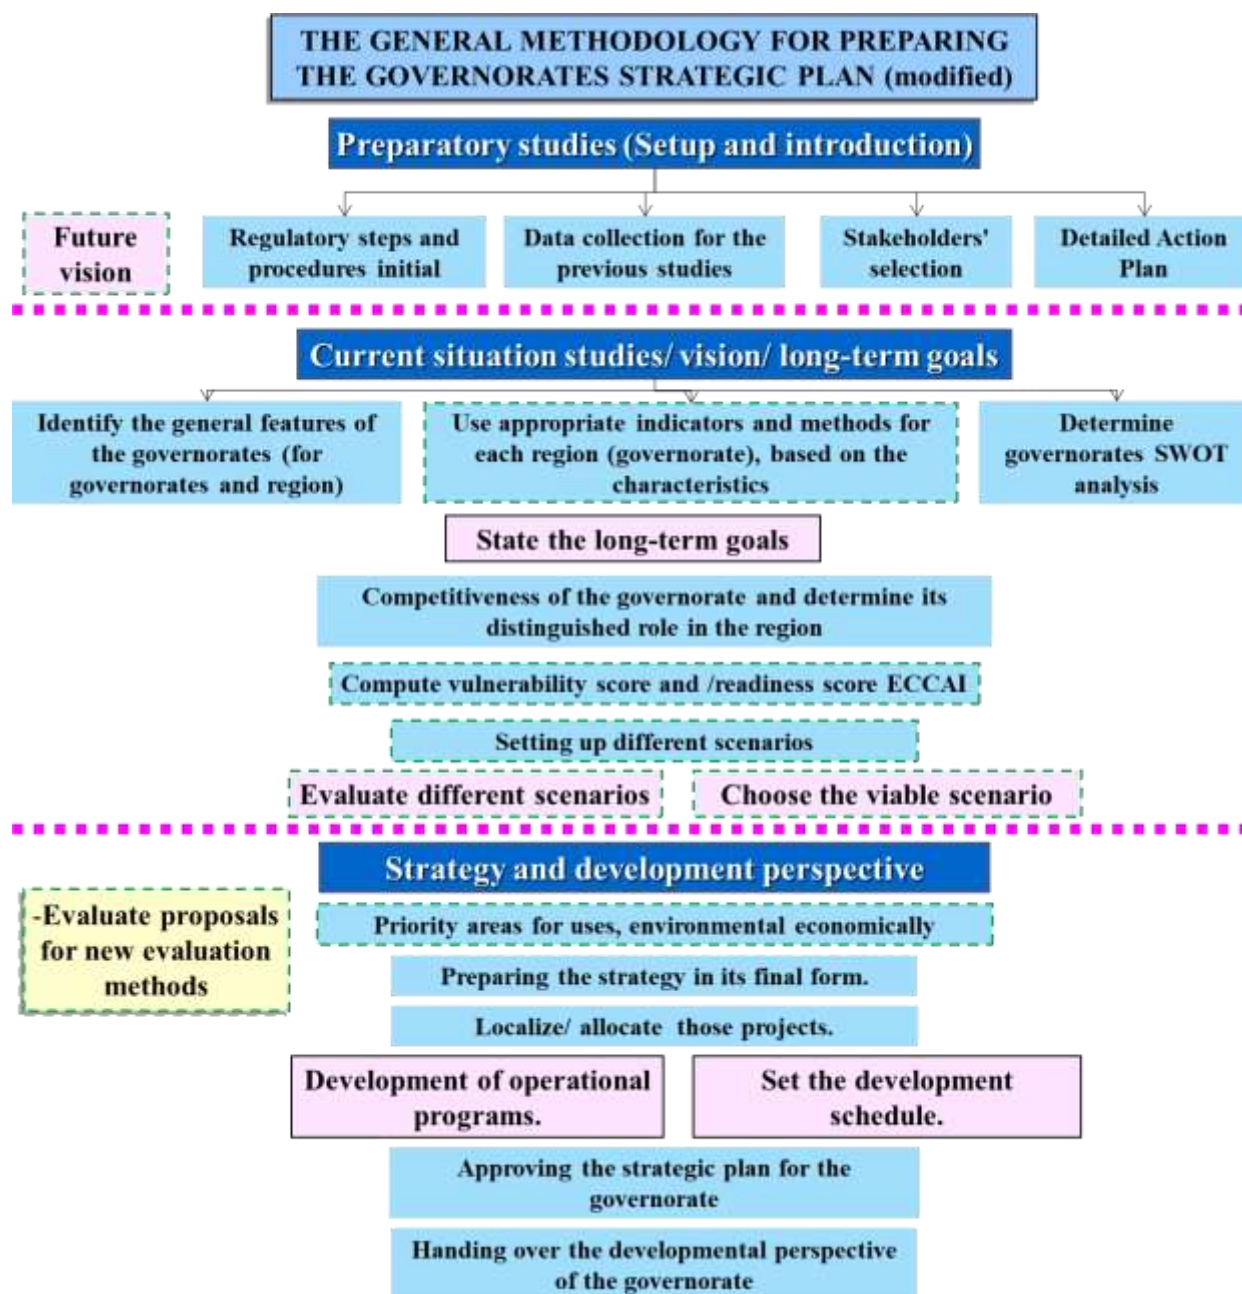 THE GENERAL METHODOLOGY FOR PREPARING
THE GOVERNORATES STRATEGIC PLAN (modified)
Preparatory studies (Setup and introduction)
Future
vision
Regulatory steps and
procedures initial
Data collection for the
previous studies
Stakeholders'
selection
Detailed Action
Plan
Current situation studies/ vision/ long-term goals
Identify the general features of
the governorates (for
governorates and region)
Use appropriate indicators and methods for
each region (governorate), based on the
characteristics
Determine
governorates SWOT
analysis
State the long-term goals
Competitiveness of the governorate and determine its
distinguished role in the region
Compute vulnerability score and /readiness score ECCAI
Setting up different scenarios
Evaluate different scenarios
Choose the viable scenario
Strategy and development perspective
-Evaluate proposals
for new evaluation
methods
Priority areas for uses, environmental economically
Preparing the strategy in its final form.
Localize/ allocate those projects.
Development of operational
programs.
Set the development
schedule.
Approving the strategic plan for the
governorate
Handing over the developmental perspective
of the governorate